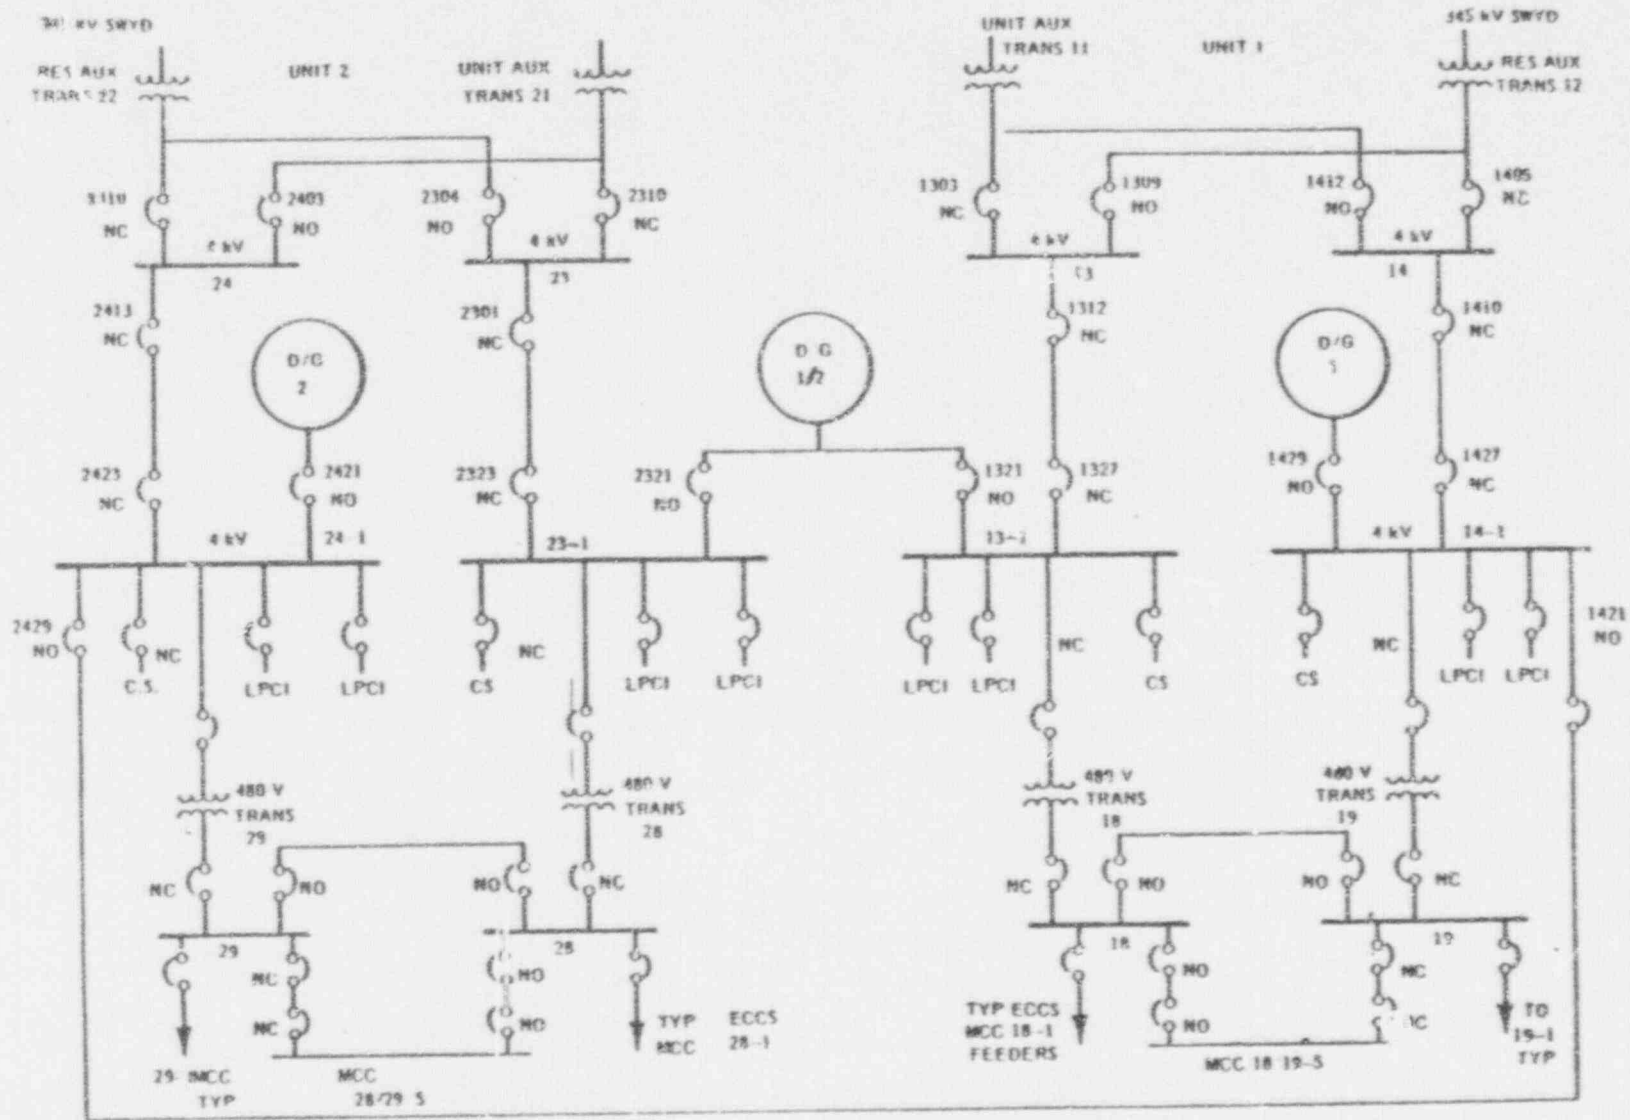 KV SWYD
UNIT AUX
TRANS 11
UNIT 1
345 kV SWYD
RES AUX
TRANS 22
UNIT 2
UNIT AUX
TRANS 21
RES AUX
TRANS 12
2403
NC
NO
2304
NO
2310
NC
1303
NC
1309
NO
1412
NO
1405
NC
4 kV
24
4 kV
23
4 kV
4 kV
14
2413
NC
2301
NC
1312
NC
1410
NC
D/G
2
D G
1/2
D/G
2423
NC
2421
NO
2323
NC
2321
NO
1321
NO
1327
NC
1429
NO
1427
NC
4 kV
24-1
23-1
4 kV
14-1
2429
NO
NC
C.S.
LPCI
LPCI
CS
NC
LPCI
LPCI
LPCI
LPCI
NC
CS
CS
NC
LPCI
LPCI
1421
NO
480 V
TRANS
29
480 V
TRANS
28
480 V
TRANS
18
480 V
TRANS
19
NC
NO
NO
NC
NC
NO
NO
NC
29
28
18
19
NC
NC
NO
NO
NO
NO
NC
TYP ECCS
MCC 28-1
TYP ECCS
MCC 18-1
FEEDERS
TO
19-1
TYP
MCC
TYP
MCC
28/29 5
MCC 18 19-5